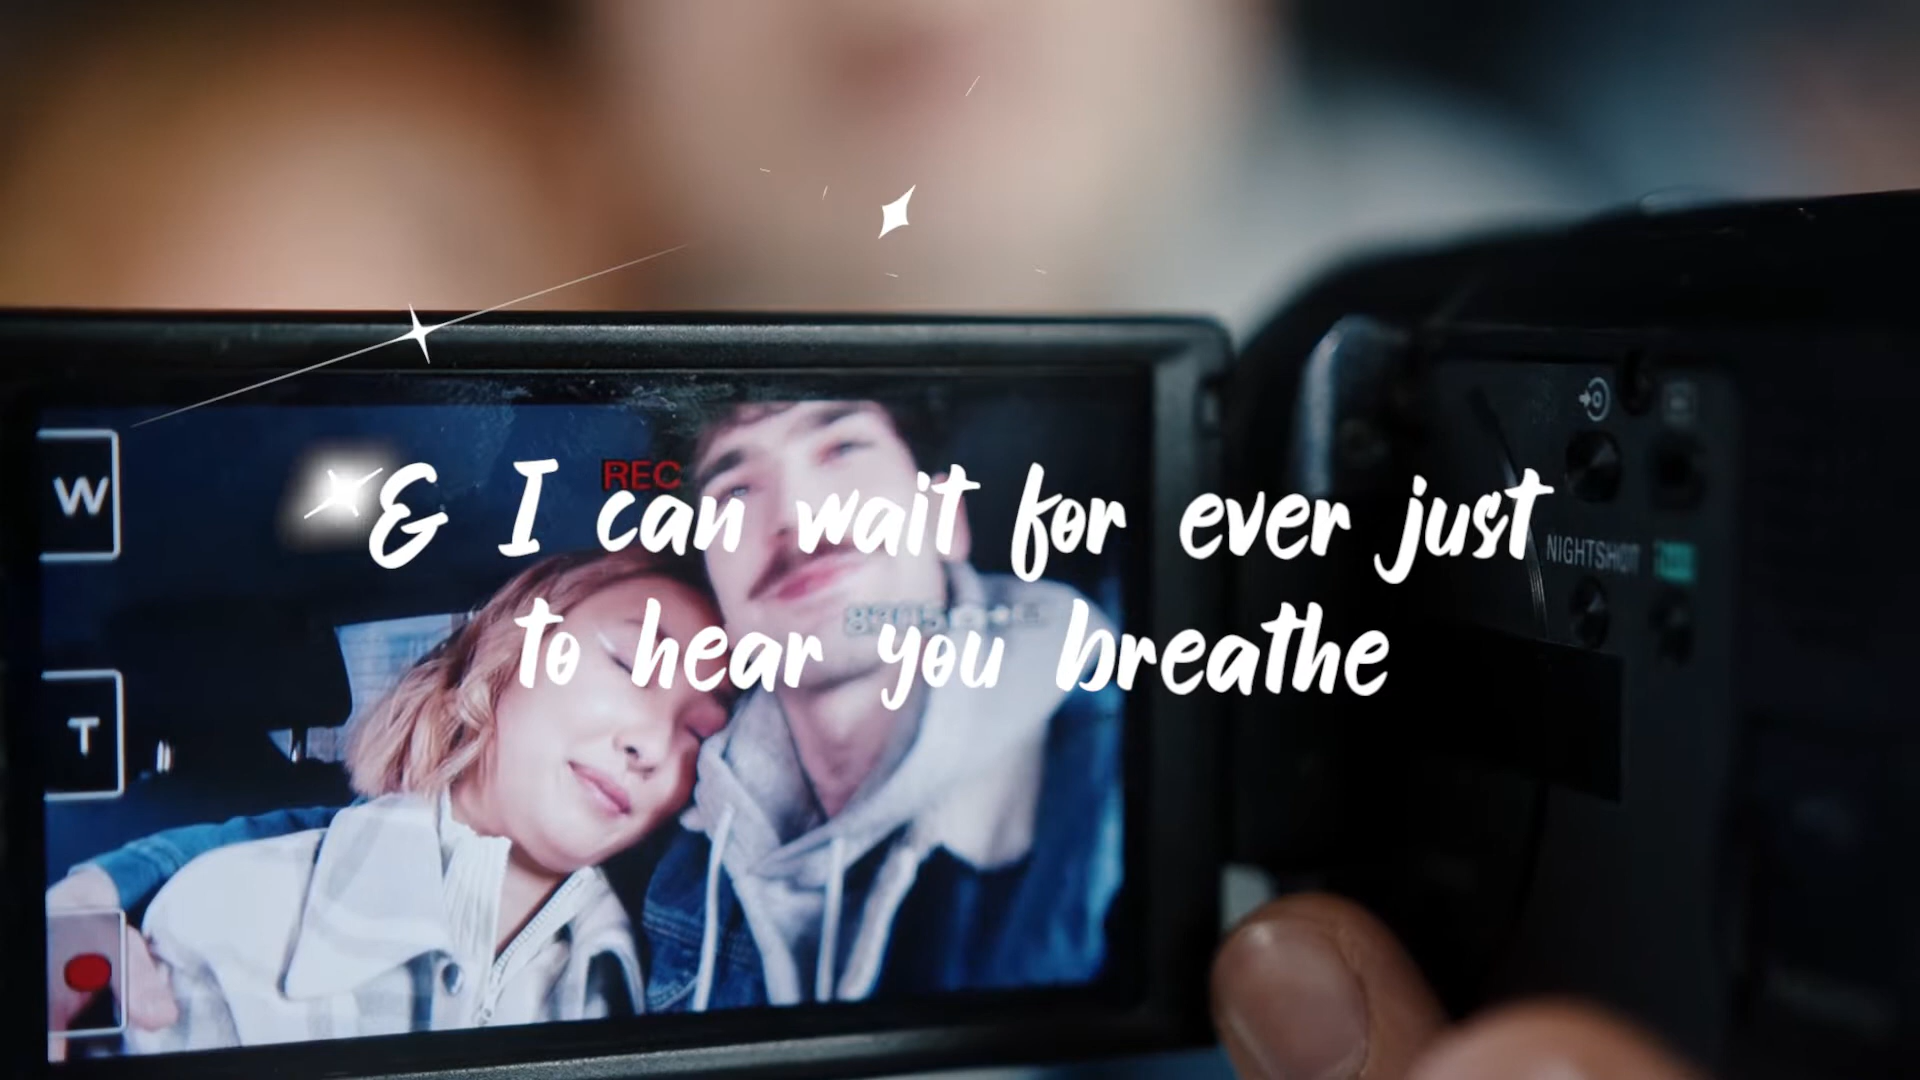 W
REC
& I can wait for ever just
to hear you breathe
NIGHTSHOT
T